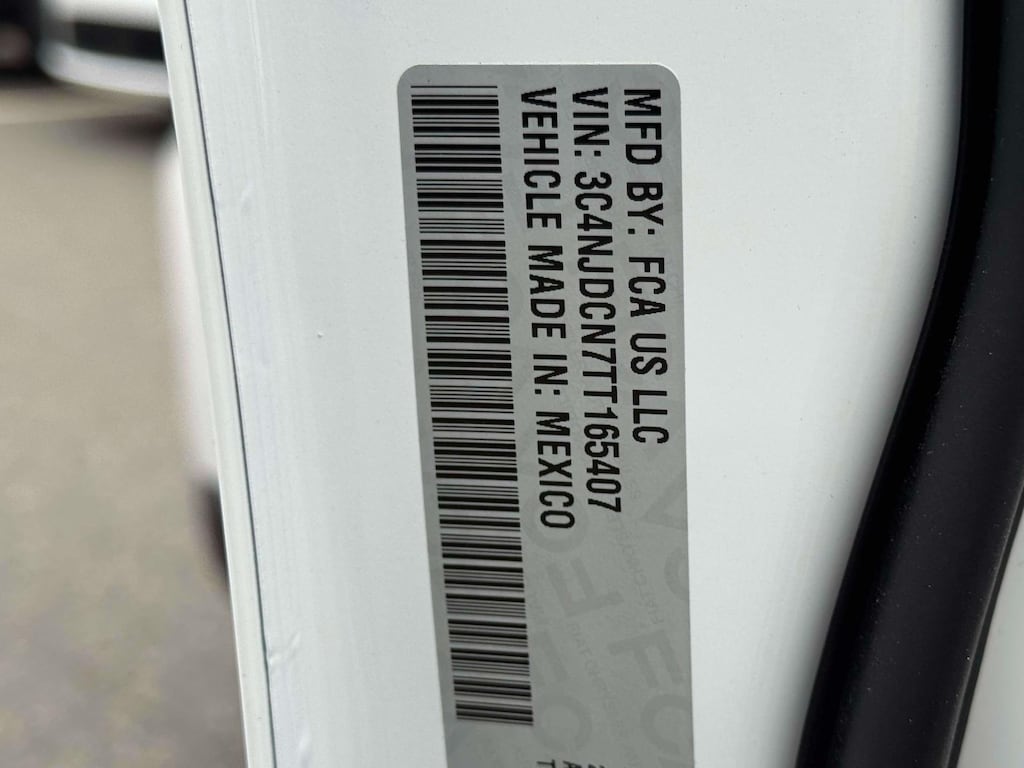 MFD BY: FCA US LLC
VIN: 3C4NJDCN7TT165407
VEHICLE MADE IN: MEXICO